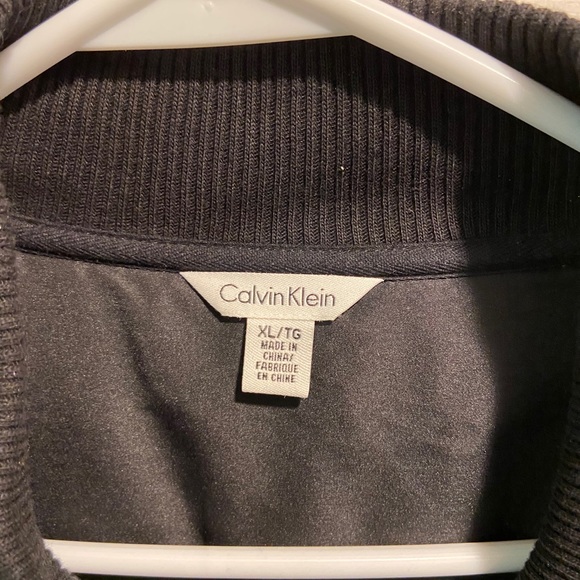 Calvin Klein
XL/TG
MADE IN
CHINA/
FABRIQUE
EN CHINE